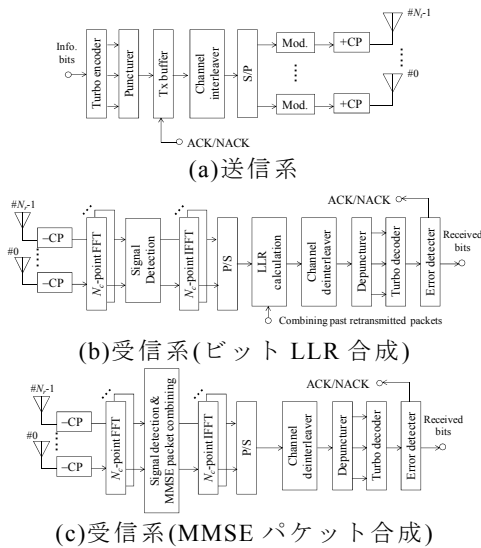 Info.
bits
Turbo encoder
Puncturer
Tx buffer
Channel
interleaver
S/P
Mod.
+CP
#Nt-1
Mod.
+CP
#0
ACK/NACK
(a)送信系
#Nr-1
#0
−CP
−CP
Nc-point FFT
Signal
Detection
Nc-point IFFT
P/S
LLR
calculation
Channel
deinterleaver
Depuncturer
Turbo decoder
Error detecter
ACK/NACK
Received
bits
Combining past retransmitted packets
(b)受信系(ビット LLR 合成)
#Nr-1
#0
−CP
−CP
Nc-point FFT
Signal detection &
MMSE packet combining
Nc-point IFFT
P/S
Channel
deinterleaver
Depuncturer
Turbo decoder
Error detecter
ACK/NACK
Received
bits
(c)受信系(MMSE パケット合成)